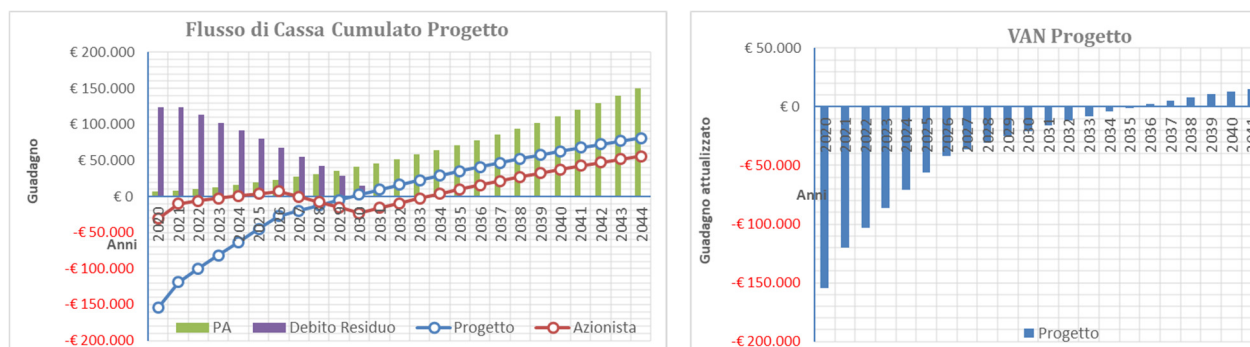 Flusso di Cassa Cumulato Progetto
€ 200.000
€ 150.000
€ 100.000
€ 50.000
€ 0
-€ 50.000
-€ 100.000
-€ 150.000
-€ 200.000
Guadagno
Anni
2020 2021 2022 2023 2024 2025 2026 2027 2028 2029 2030 2031 2032 2033 2034 2035 2036 2037 2038 2039 2040 2041 2042 2043 2044
PA Debito Residuo Progetto Azionista
VAN Progetto
€ 50.000
€ 0
-€ 50.000
-€ 100.000
-€ 150.000
-€ 200.000
Guadagno attualizzato
Anni
2020 2021 2022 2023 2024 2025 2026 2027 2028 2029 2030 2031 2032 2033 2034 2035 2036 2037 2038 2039 2040
Progetto